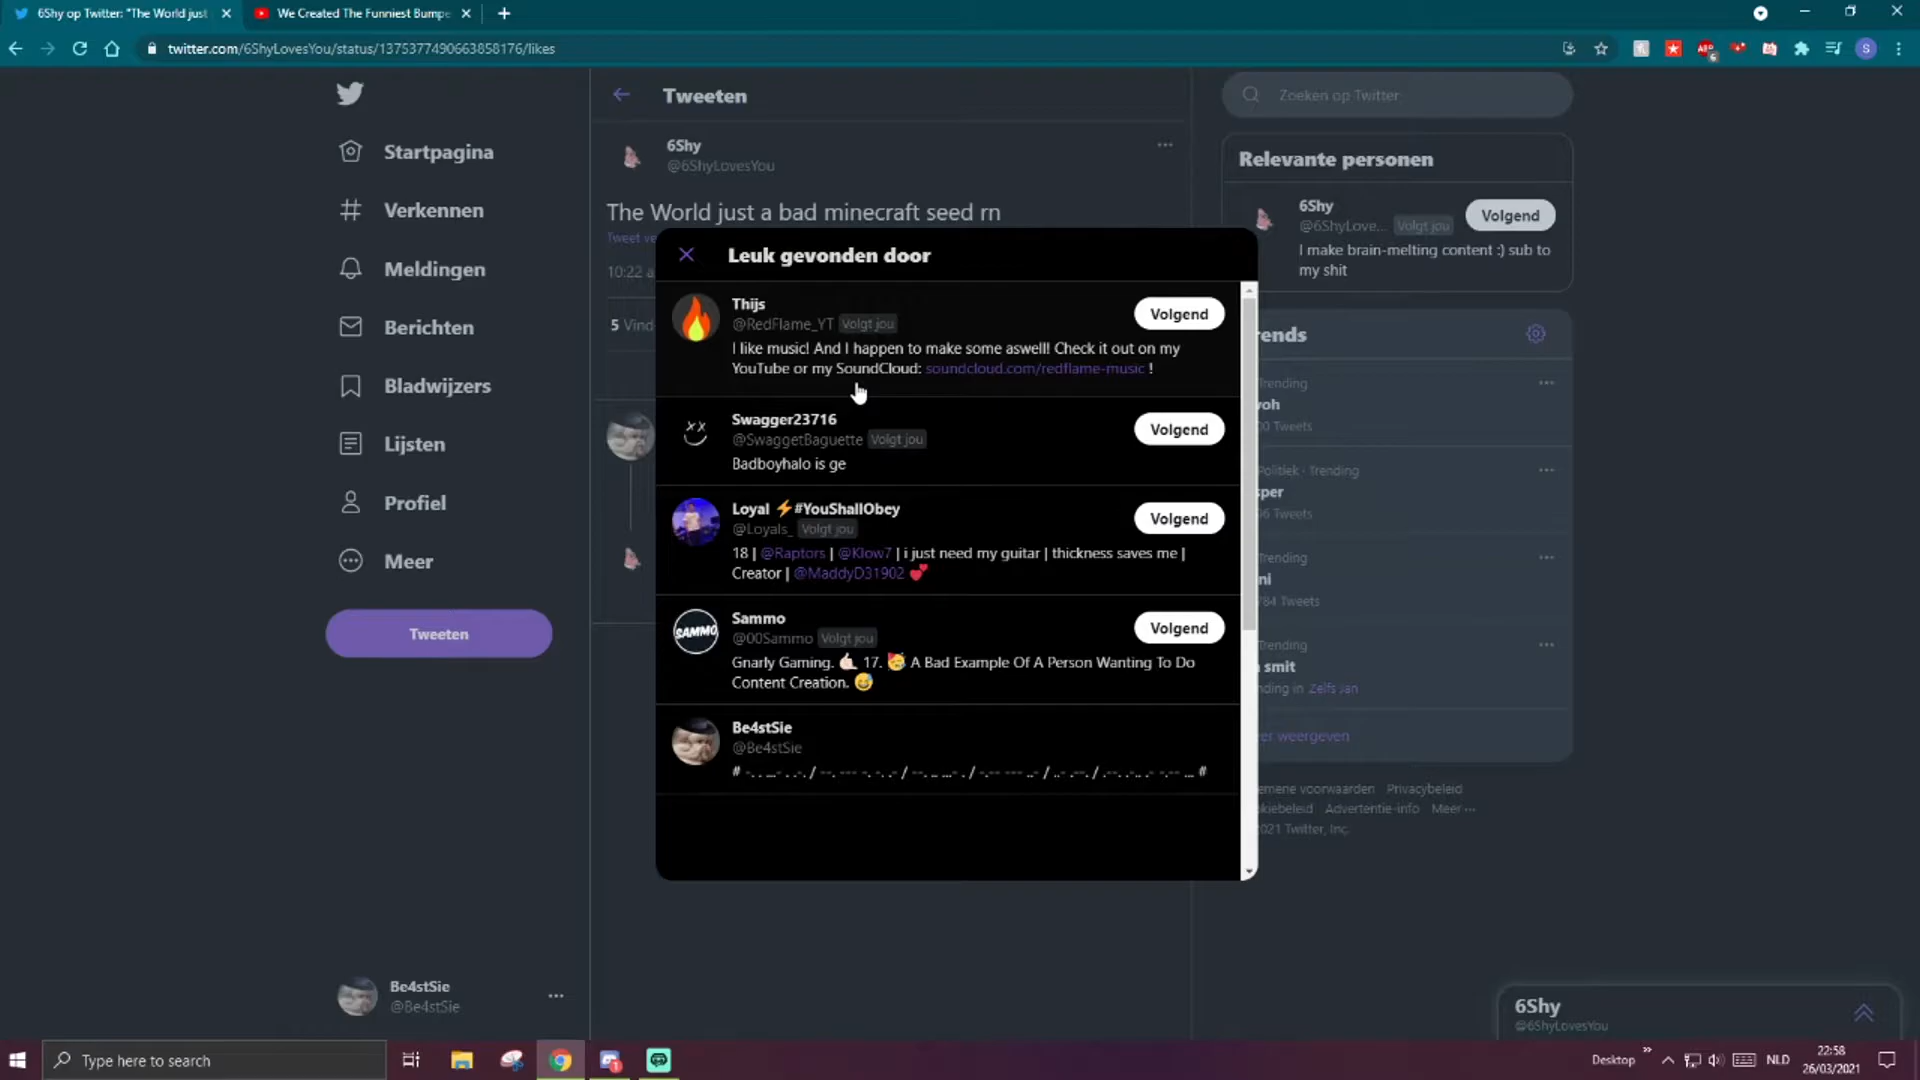 6Shy op Twitter: "The World just
We Created The Funniest Bumpe
twitter.com/6ShyLovesYou/status/1375377490663858176/likes
Startpagina
Verkennen
Meldingen
Berichten
Bladwijzers
Lijsten
Profiel
Meer
Tweeten
Be4stSie
@Be4stSie
Tweeten
6Shy
@6ShyLovesYou
The World just a bad minecraft seed rn
Tweet ve
10:22 a
5 Vind
Leuk gevonden door
Thijs
@RedFlame_YT Volgt jou
Volgend
I like music! And I happen to make some aswell! Check it out on my
YouTube or my SoundCloud: soundcloud.com/redflame-music !
Swagger23716
@SwaggetBaguette Volgt jou
Volgend
Badboyhalo is ge
Loyal ⚡#YouShallObey
@Loyals_ Volgt jou
Volgend
18 | @Raptors | @Klow7 | i just need my guitar | thickness saves me |
Creator | @MaddyD31902 💕
Sammo
@00Sammo Volgt jou
Volgend
SAMMO
Gnarly Gaming. 🤙🏻 17. 🥳 A Bad Example Of A Person Wanting To Do
Content Creation. 😅
Be4stSie
@Be4stSie
Zoeken op Twitter
Relevante personen
6Shy
@6ShyLove... Volgt jou
Volgend
I make brain-melting content :) sub to
my shit
rends
Trending
voh
00 Tweets
Politiek · Trending
sper
96 Tweets
Trending
ni
784 Tweets
Trending
n smit
nding in Zelfs Jan
er weergeven
emene voorwaarden Privacybeleid
kiebeleid Advertentie-info Meer ···
2021 Twitter, Inc.
6Shy
@6ShyLovesYou
Type here to search
Desktop
NLD
22:58
26/03/2021